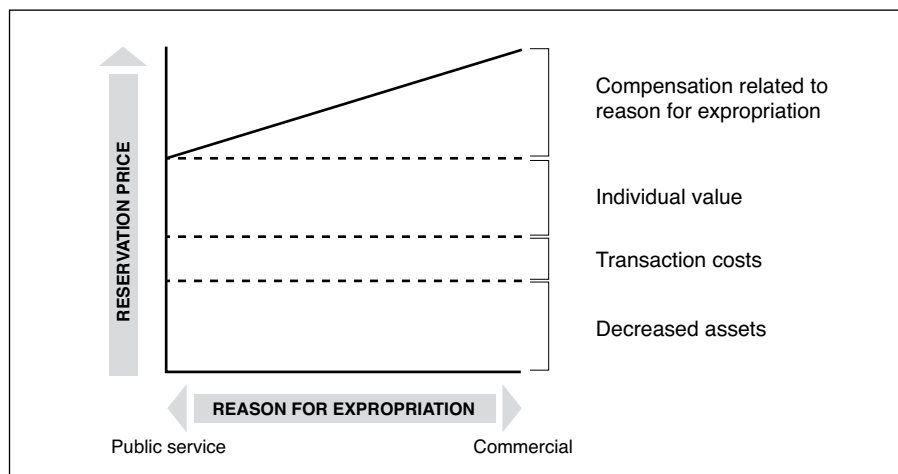 Compensation related to
reason for expropriation
Individual value
Transaction costs
Decreased assets
RESERVATION PRICE
REASON FOR EXPROPRIATION
Public service
Commercial